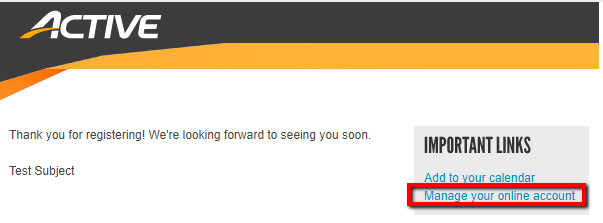 ACTIVE
Thank you for registering! We're looking forward to seeing you soon.
Test Subject
IMPORTANT LINKS
Add to your calendar
Manage your online account